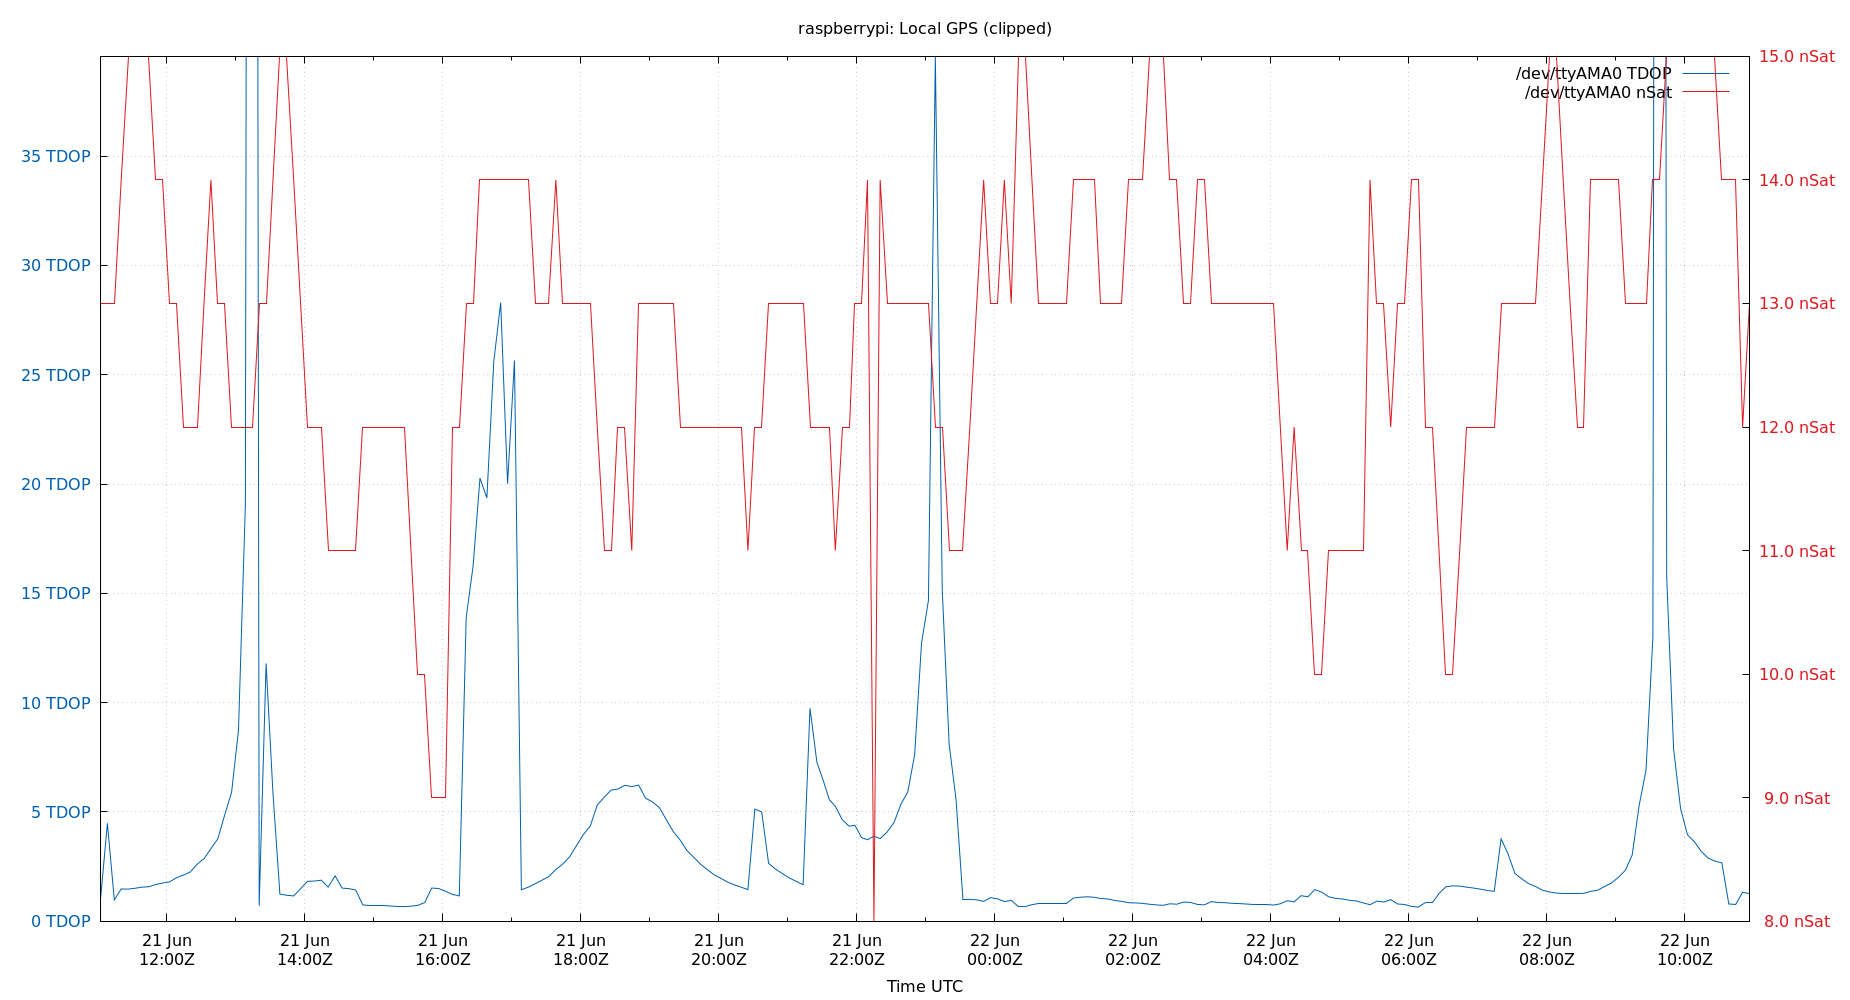 raspberrypi: Local GPS (clipped)
15.0 nSat
/dev/ttyAMA0 TDOP
/dev/ttyAMA0 nSat
35 TDOP
14.0 nSat
30 TDOP
13.0 nSat
25 TDOP
12.0 nSat
20 TDOP
11.0 nSat
15 TDOP
10.0 nSat
10 TDOP
9.0 nSat
5 TDOP
0 TDOP
8.0 nSat
21 Jun 21 Jun 21 Jun 21 Jun 21 Jun 21 Jun 22 Jun 22 Jun 22 Jun 22 Jun 22 Jun 22 Jun
12:00Z 14:00Z 16:00Z 18:00Z 20:00Z 22:00Z 00:00Z 02:00Z 04:00Z 06:00Z 08:00Z 10:00Z
Time UTC